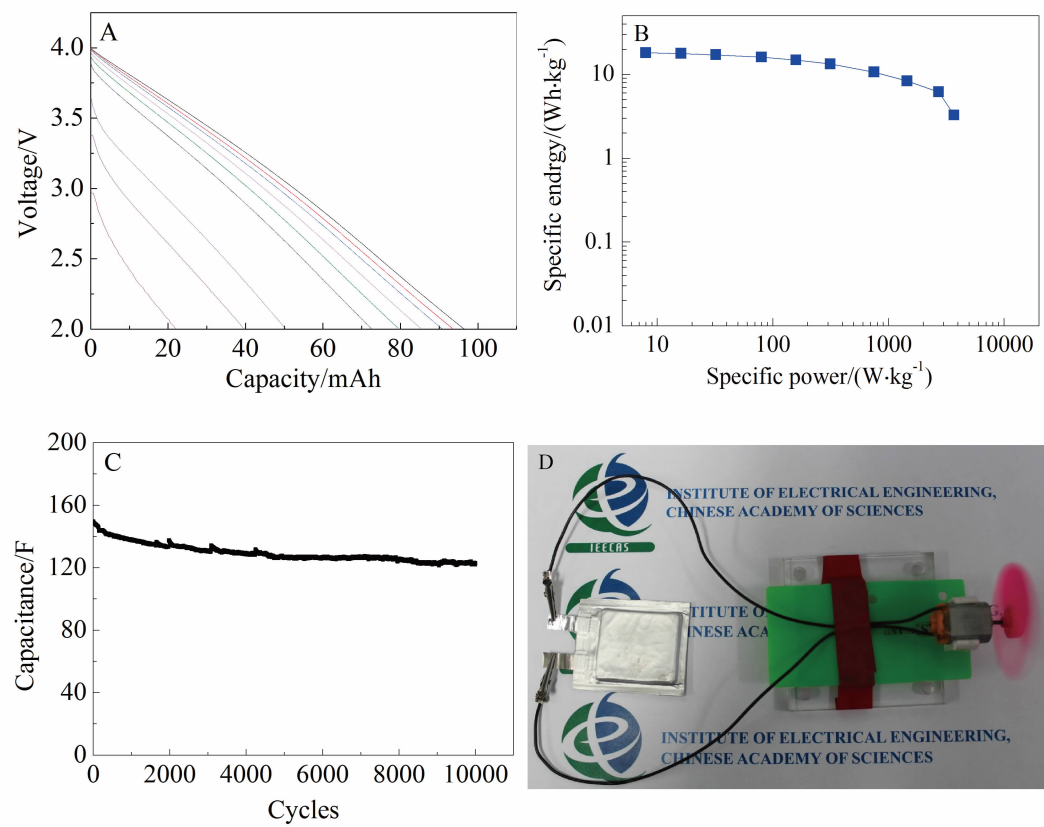 A
4.0
3.5
3.0
2.5
2.0
Voltage/V
0 20 40 60 80 100
Capacity/mAh
B
10
1
0.1
0.01
Specific endrgy/(Wh·kg⁻¹)
10 100 1000 10000
Specific power/(W·kg⁻¹)
C
200
160
120
80
40
0
Capacitance/F
0 2000 4000 6000 8000 10000
Cycles
D
INSTITUTE OF ELECTRICAL ENGINEERING,
CHINESE ACADEMY OF SCIENCES
IEECAS
TITUTE O
INESE ACA
INSTITUTE OF ELECTRICAL ENGINEERING,
CHINESE ACADEMY OF SCIENCES